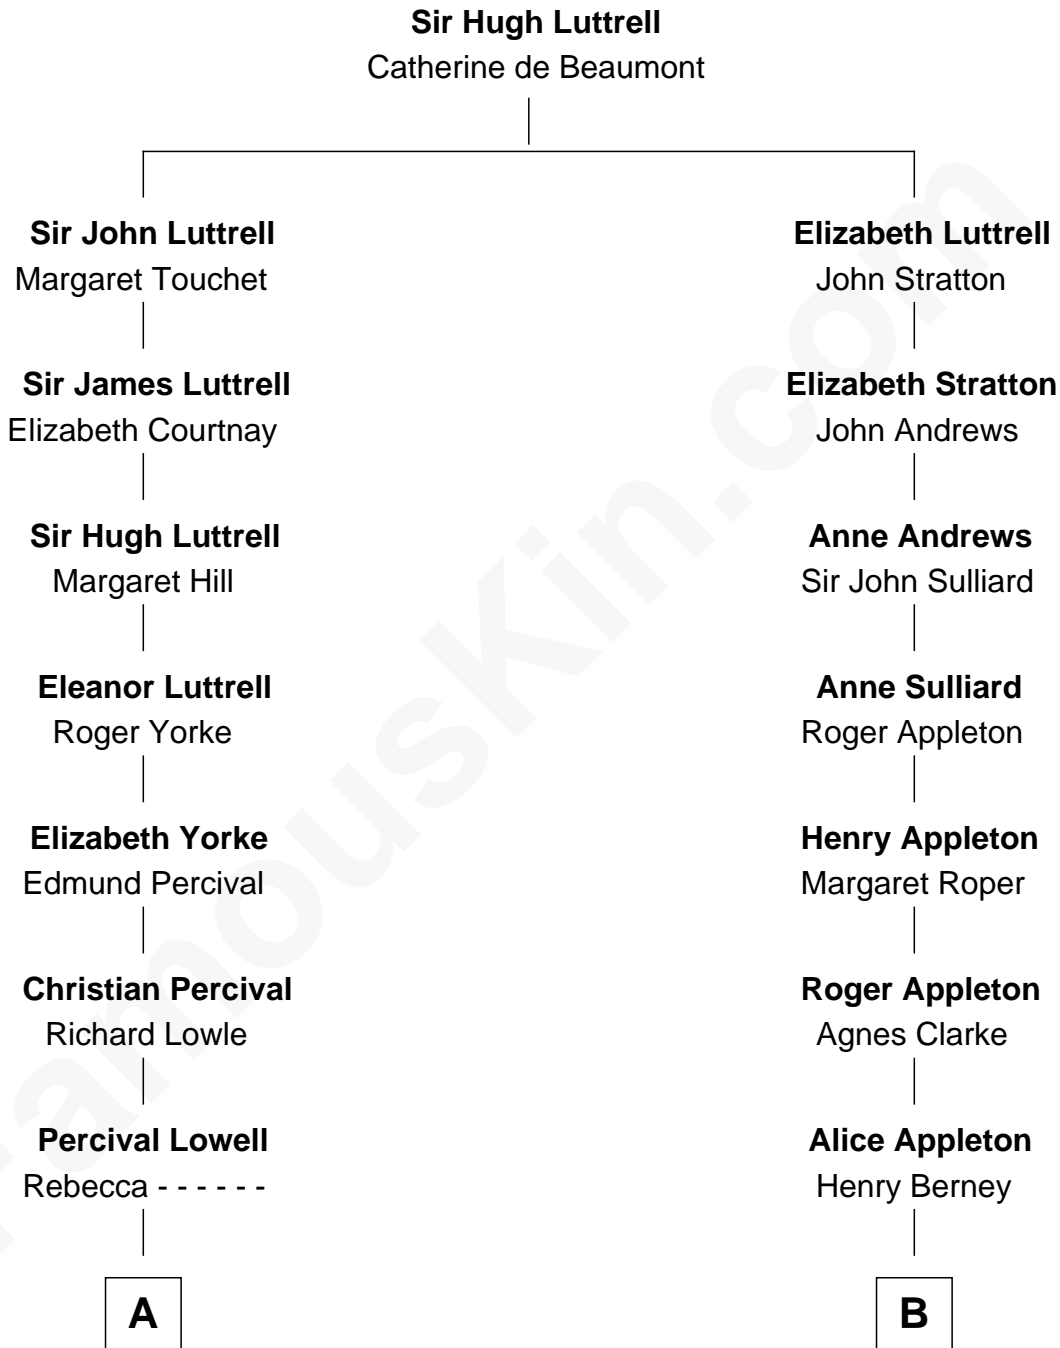 Sir Hugh Luttrell
Catherine de Beaumont
Sir John Luttrell
Margaret Touchet
Sir James Luttrell
Elizabeth Courtnay
Sir Hugh Luttrell
Margaret Hill
Eleanor Luttrell
Roger Yorke
Elizabeth Yorke
Edmund Percival
Christian Percival
Richard Lowle
Percival Lowell
Rebecca - - - - - -
A
Elizabeth Luttrell
John Stratton
Elizabeth Stratton
John Andrews
Anne Andrews
Sir John Sulliard
Anne Sulliard
Roger Appleton
Henry Appleton
Margaret Roper
Roger Appleton
Agnes Clarke
Alice Appleton
Henry Berney
B
FamousKin.com